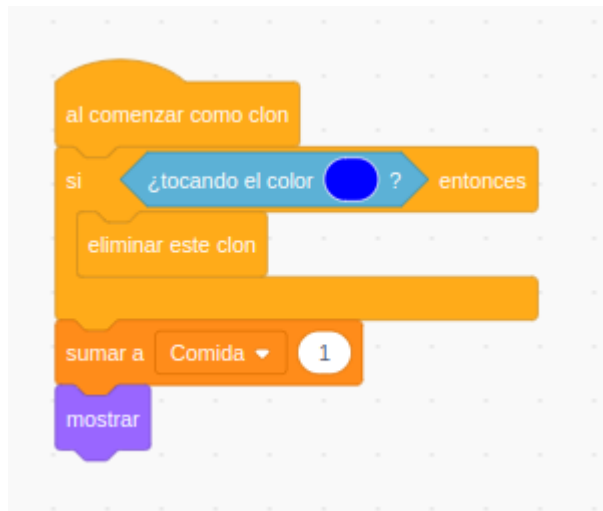 al comenzar como clon
si ¿tocando el color ? entonces
eliminar este clon
sumar a Comida 1
mostrar